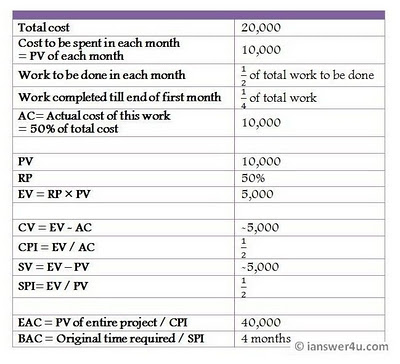 Total cost 20,000
Cost to be spent in each month
= PV of each month 10,000
Work to be done in each month 1/2 of total work to be done
Work completed till end of first month 1/4 of total work
AC= Actual cost of this work
= 50% of total cost 10,000
PV 10,000
RP 50%
EV = RP × PV 5,000
CV = EV - AC -5,000
CPI = EV / AC 1/2
SV = EV – PV -5,000
SPI= EV / PV 1/2
EAC = PV of entire project / CPI 40,000
BAC = Original time required / SPI 4 months
© ianswer4u.com